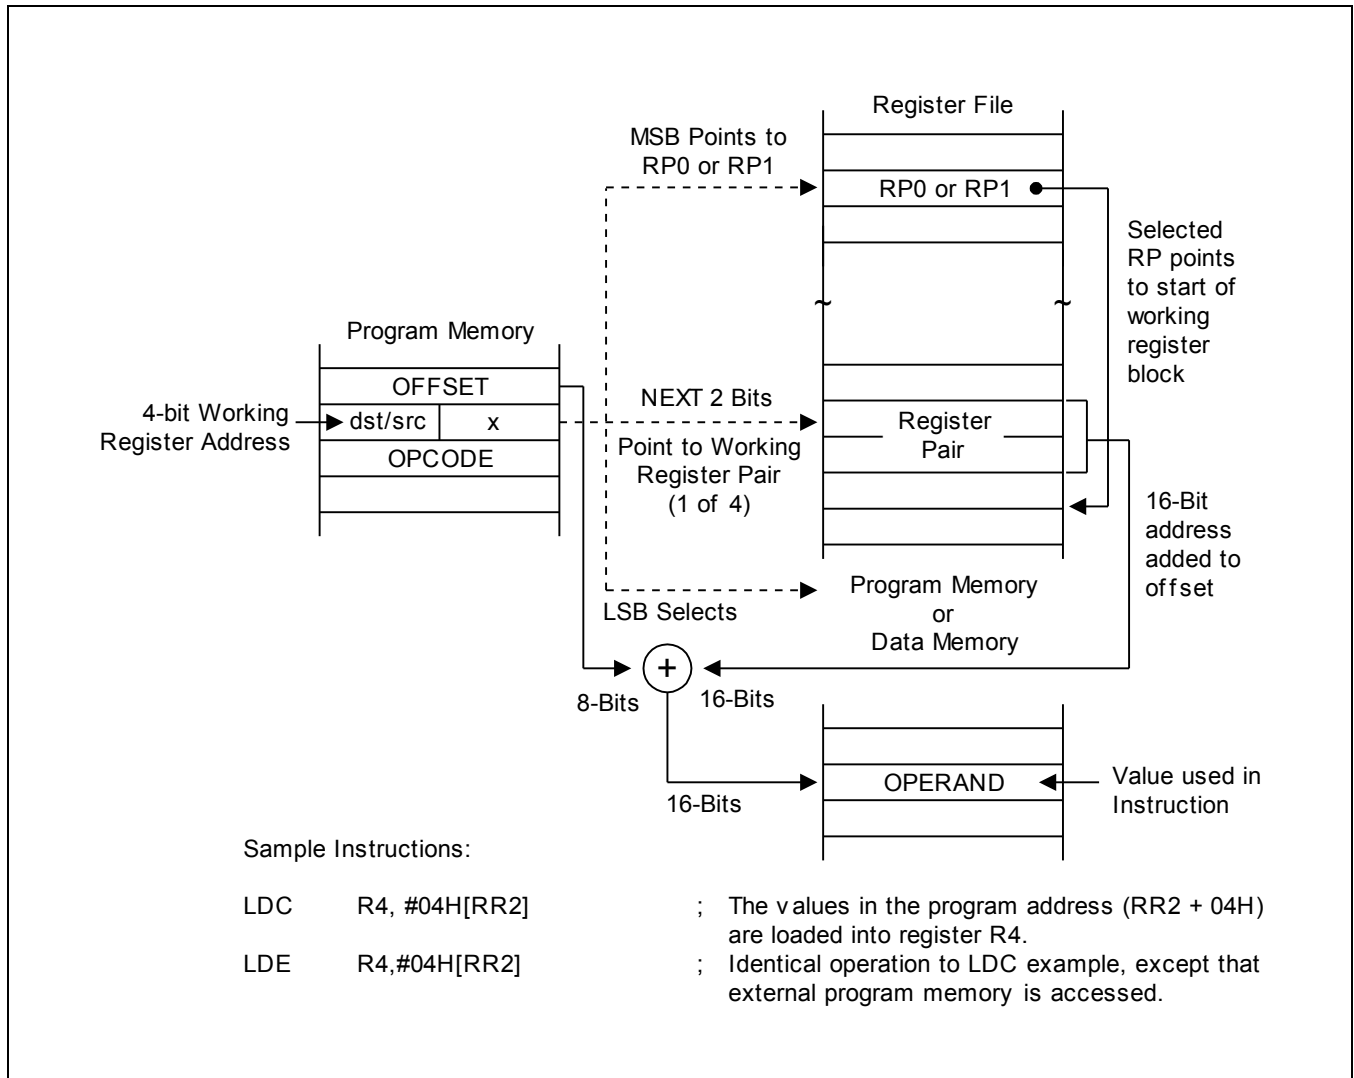 Register File
MSB Points to
RP0 or RP1
RP0 or RP1
Selected
RP points
to start of
working
register
block
Program Memory
OFFSET
4-bit Working
Register Address
dst/src
x
OPCODE
NEXT 2 Bits
Point to Working
Register Pair
(1 of 4)
Register
Pair
16-Bit
address
added to
offset
LSB Selects
Program Memory
or
Data Memory
+
8-Bits
16-Bits
16-Bits
OPERAND
Value used in
Instruction
Sample Instructions:
LDC R4, #04H[RR2] ; The values in the program address (RR2 + 04H)
are loaded into register R4.
LDE R4,#04H[RR2] ; Identical operation to LDC example, except that
external program memory is accessed.